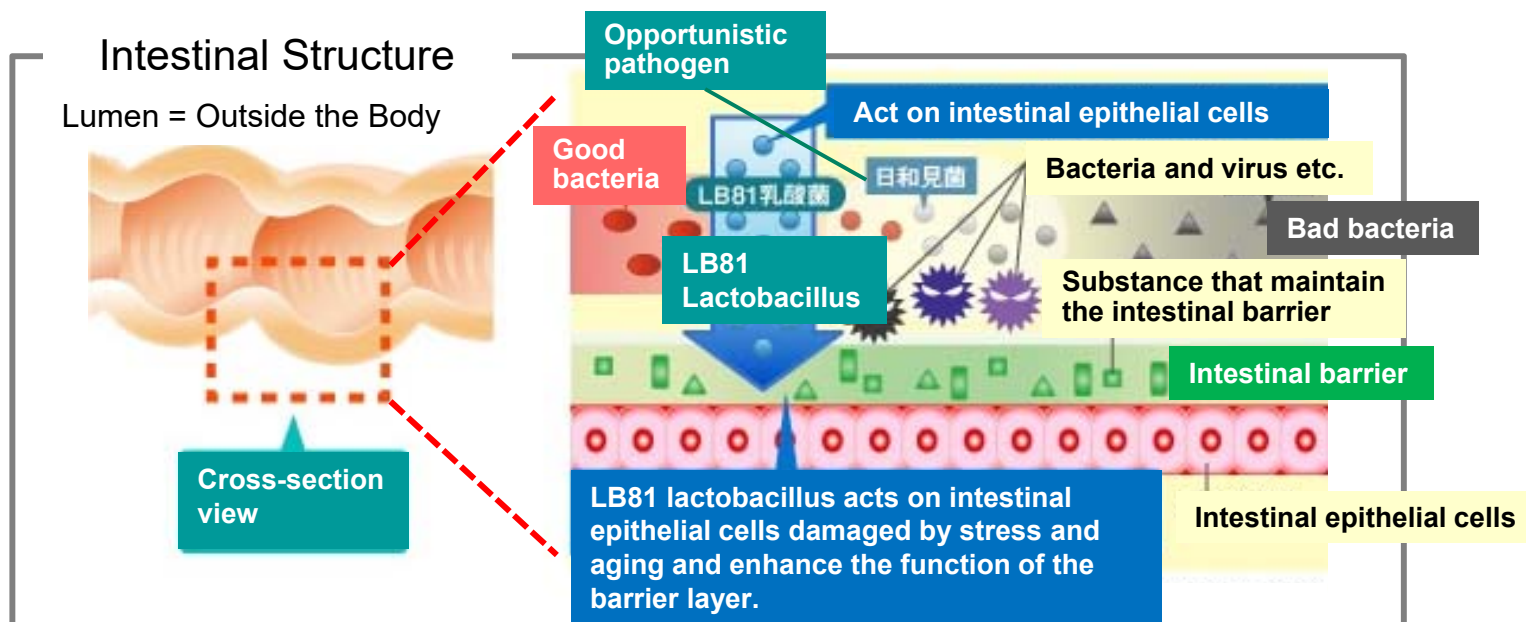 Intestinal Structure
Lumen = Outside the Body
Cross-section
view
Opportunistic
pathogen
Act on intestinal epithelial cells
Good
bacteria
LB81乳酸菌
日和見菌
Bacteria and virus etc.
Bad bacteria
LB81
Lactobacillus
Substance that maintain
the intestinal barrier
Intestinal barrier
LB81 lactobacillus acts on intestinal
epithelial cells damaged by stress and
aging and enhance the function of the
barrier layer.
Intestinal epithelial cells